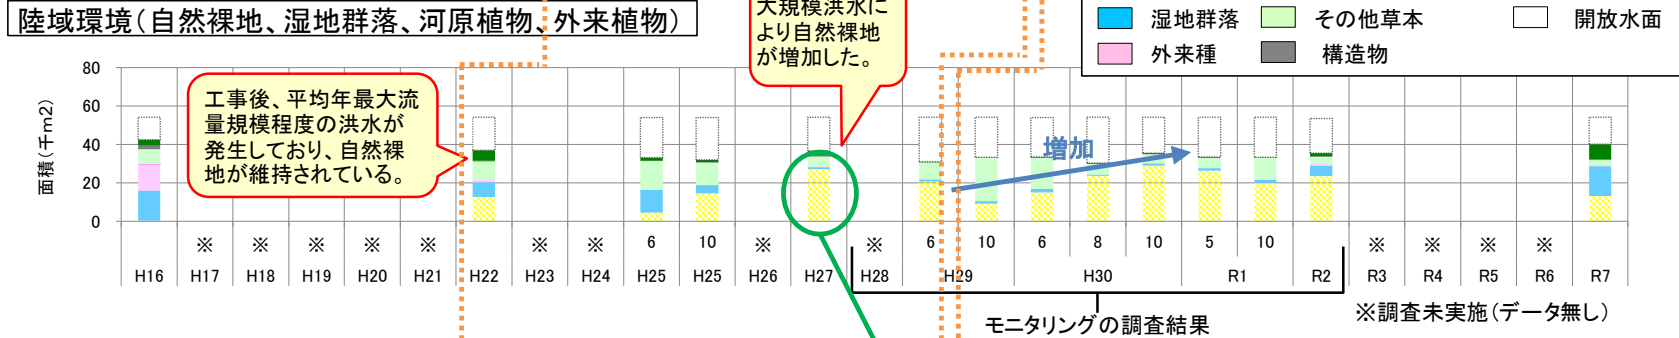 陸域環境(自然裸地、湿地群落、河原植物、外来植物)
大規模洪水に
より自然裸地
が増加した。
湿地群落
その他草本
開放水面
外来種
構造物
工事後、平均年最大流
量規模程度の洪水が
発生しており、自然裸
地が維持されている。
増加
面積(千m2)
80
60
40
20
0
※ ※ ※ ※ ※ ※ ※ 6 10 ※ ※ 6 10 6 8 10 5 10 ※ ※ ※ ※
H16 H17 H18 H19 H20 H21 H22 H23 H24 H25 H25 H26 H27 H28 H29 H30 R1 R2 R3 R4 R5 R6 R7
モニタリングの調査結果
※調査未実施(データ無し)